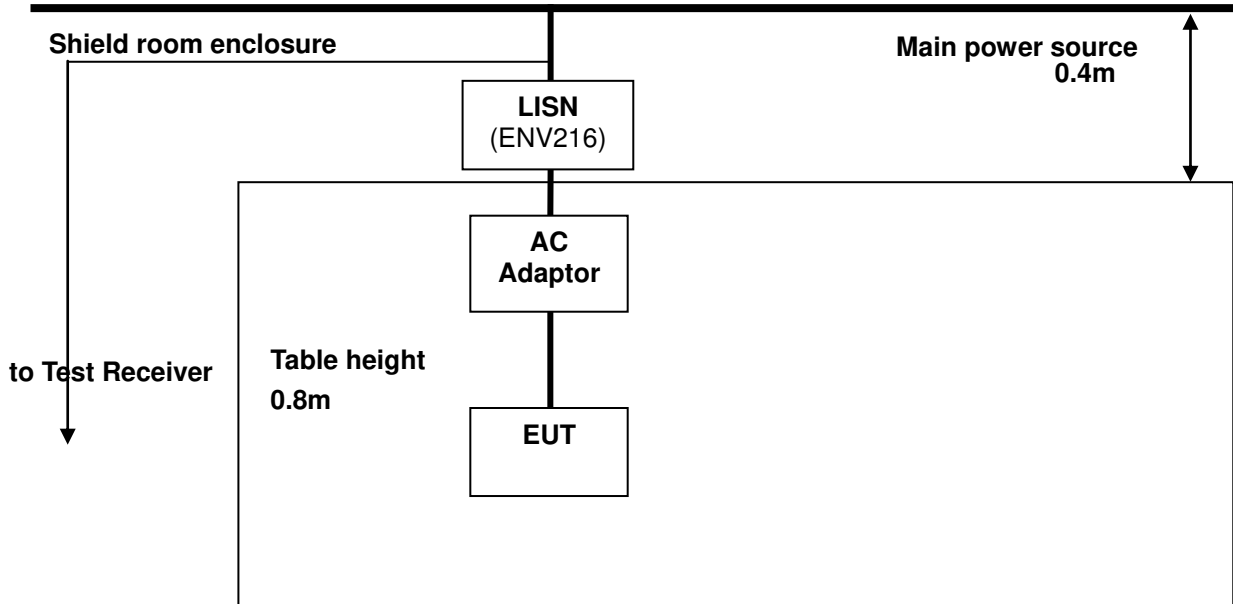 Shield room enclosure
Main power source
0.4m
LISN
(ENV216)
AC
Adaptor
to Test Receiver
Table height
0.8m
EUT